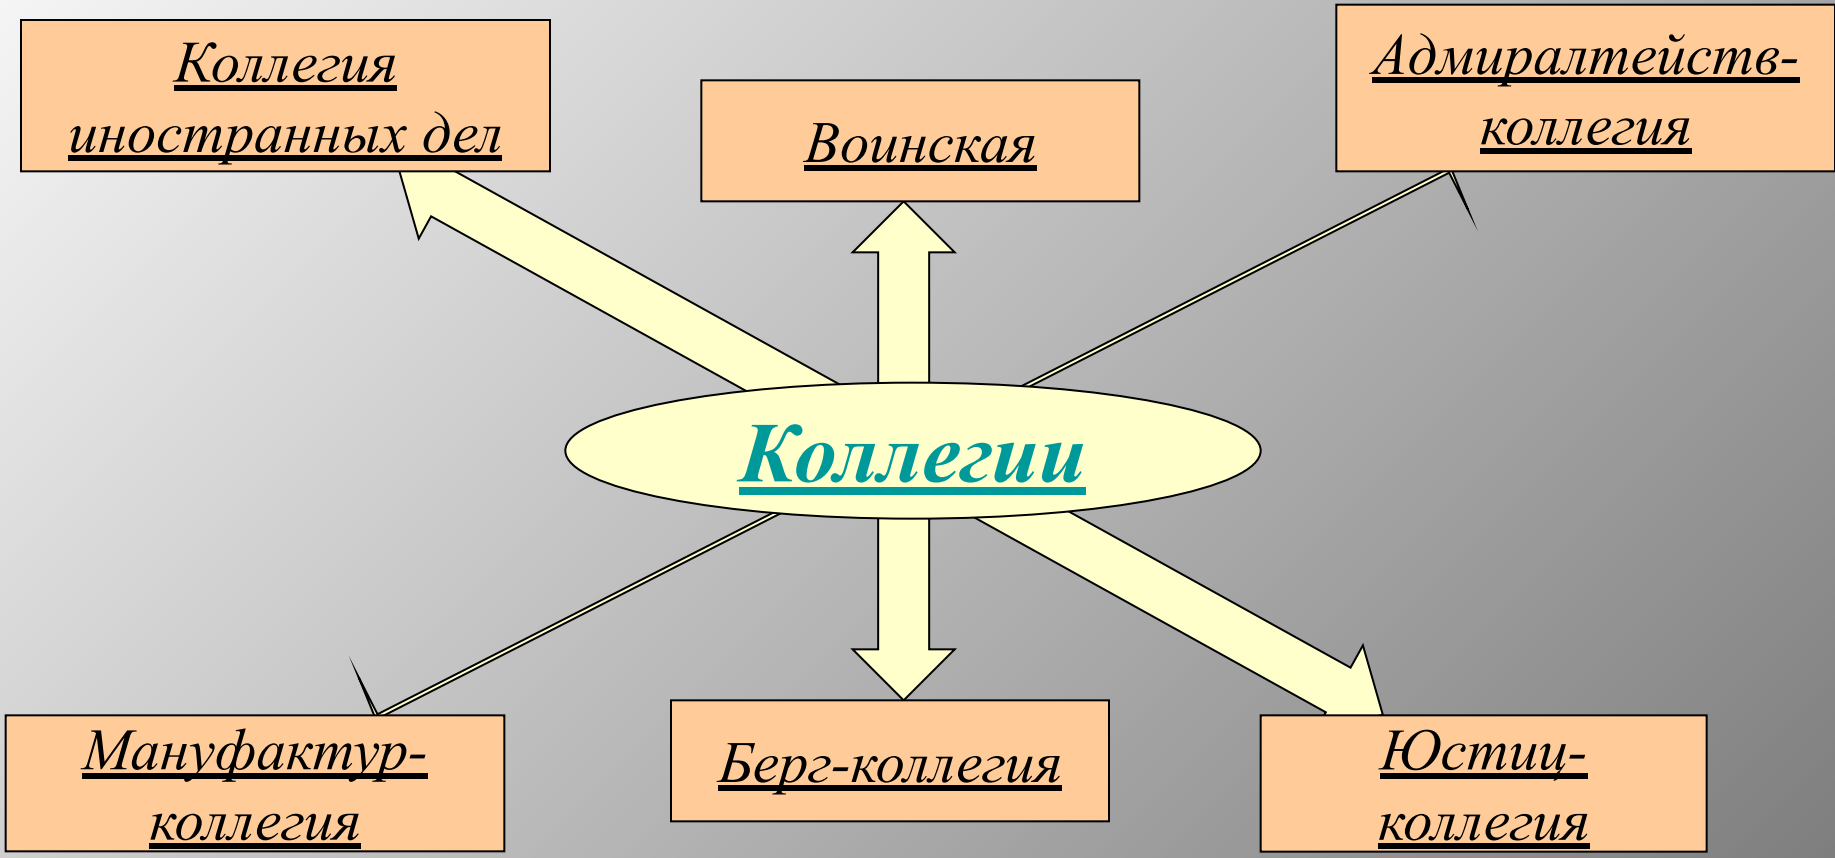 Коллегия
иностранных дел
Воинская
Адмиралтейств-
коллегия
Коллегии
Мануфактур-
коллегия
Берг-коллегия
Юстиц-
коллегия